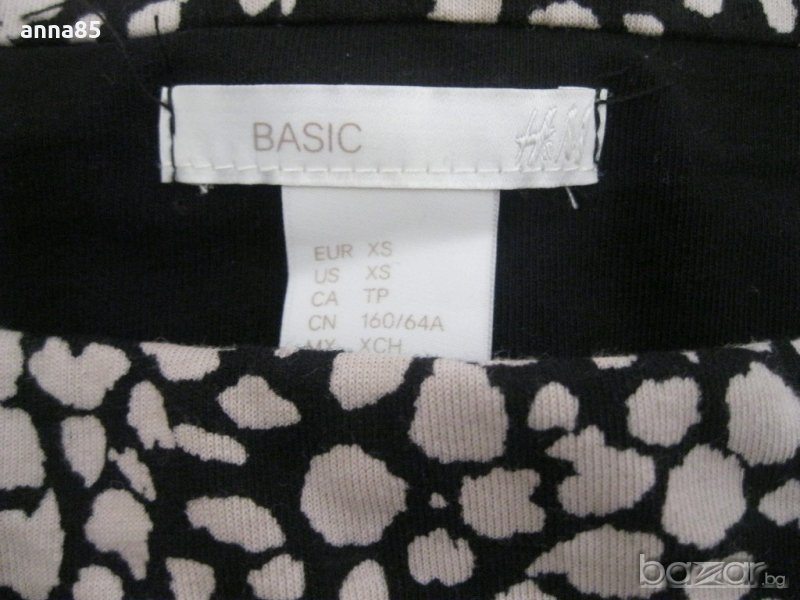 anna85
BASIC H&M
EUR XS
US XS
CA TP
CN 160/64A
MX XCH
bazar.bg